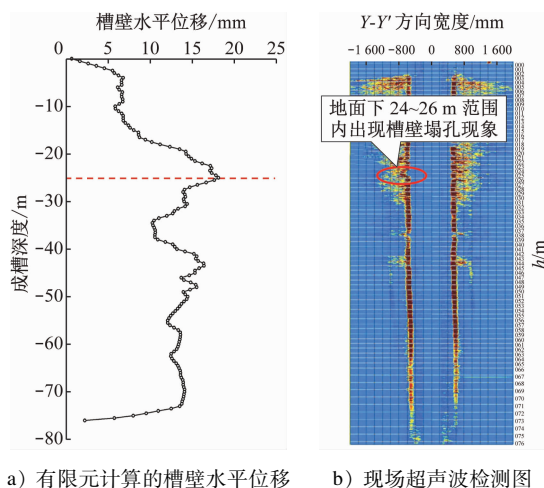 槽壁水平位移/mm
0 5 10 15 20 25
0
-10
-20
-30
-40
-50
-60
-70
-80
成槽深度/m
Y-Y′ 方向宽度/mm
-1 600 -800 0 800 1 600
地面下 24~26 m 范围
内出现槽壁塌孔现象
h/m
a）有限元计算的槽壁水平位移
b）现场超声波检测图